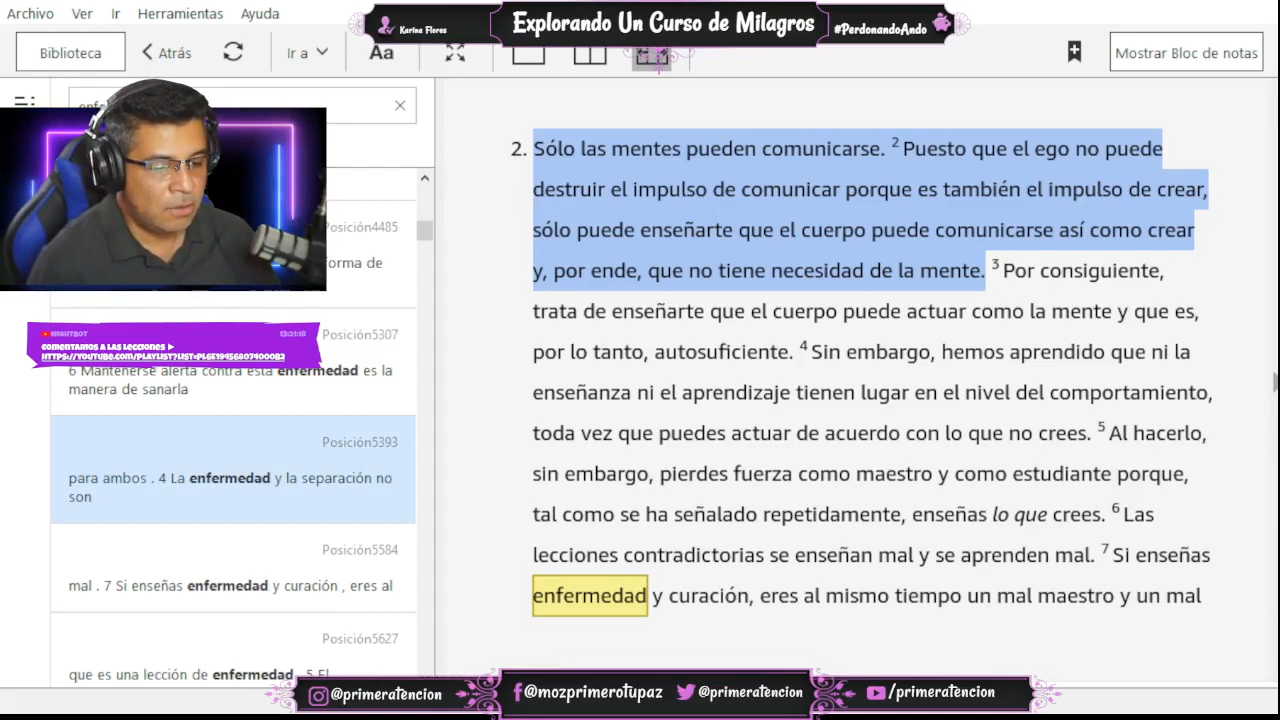 Archivo Ver Ir Herramientas Ayuda
Karina Flores
Explorando Un Curso de Milagros
#PerdonandoAndo
Biblioteca
Atrás
Ir a
Aa
Mostrar Bloc de notas
Posición4485
forma de
Posición5307
6 Mantenerse alerta contra esta enfermedad es la
manera de sanarla
Posición5393
para ambos . 4 La enfermedad y la separación no
son
Posición5584
mal . 7 Si enseñas enfermedad y curación , eres al
Posición5627
que es una lección de enfermedad . 5 El
NIGHTBOT
13:21:18
COMENTARIOS A LAS LECCIONES ▶
2. Sólo las mentes pueden comunicarse. 2 Puesto que el ego no puede
destruir el impulso de comunicar porque es también el impulso de crear,
sólo puede enseñarte que el cuerpo puede comunicarse así como crear
y, por ende, que no tiene necesidad de la mente. 3 Por consiguiente,
trata de enseñarte que el cuerpo puede actuar como la mente y que es,
por lo tanto, autosuficiente. 4 Sin embargo, hemos aprendido que ni la
enseñanza ni el aprendizaje tienen lugar en el nivel del comportamiento,
toda vez que puedes actuar de acuerdo con lo que no crees. 5 Al hacerlo,
sin embargo, pierdes fuerza como maestro y como estudiante porque,
tal como se ha señalado repetidamente, enseñas lo que crees. 6 Las
lecciones contradictorias se enseñan mal y se aprenden mal. 7 Si enseñas
enfermedad y curación, eres al mismo tiempo un mal maestro y un mal
@primeratencion
@mozprimerotupaz
@primeratencion
/primeratencion